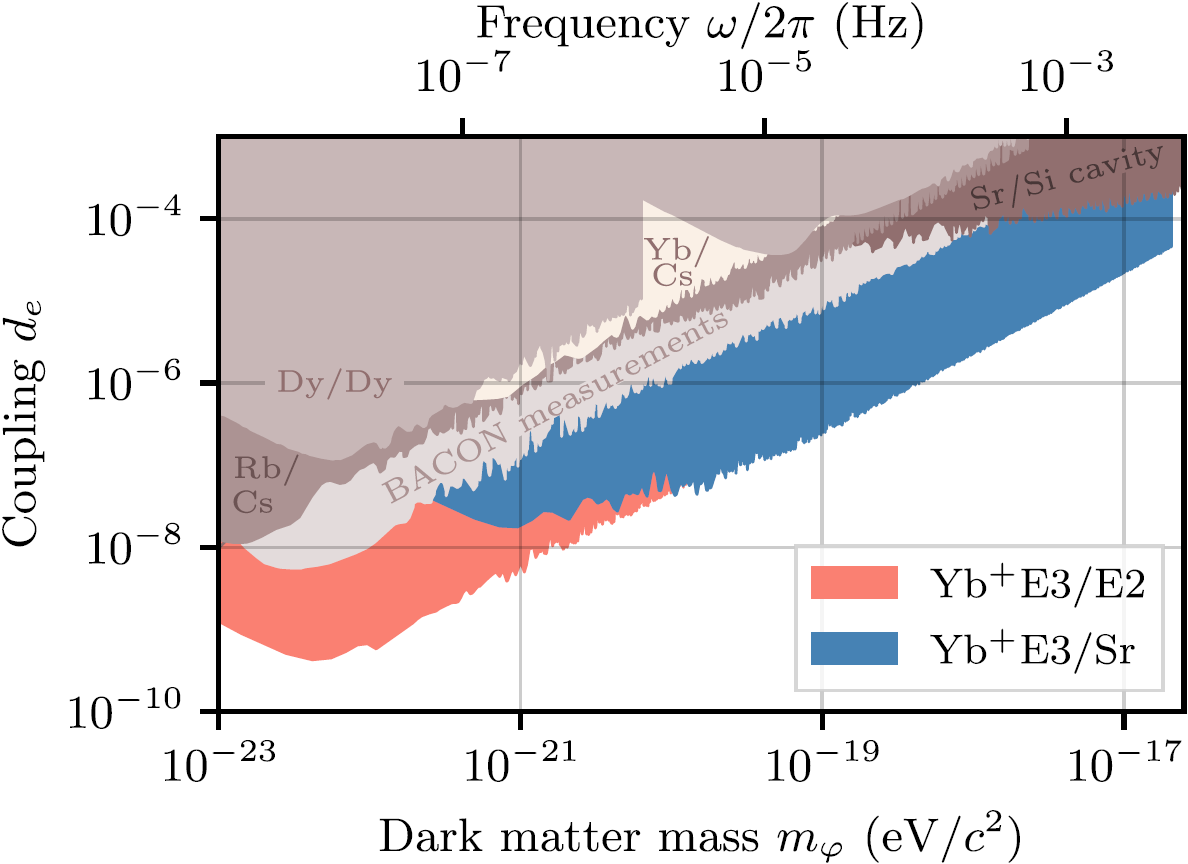 Frequency ω/2π (Hz)
10⁻⁷ 10⁻⁵ 10⁻³
Sr/Si cavity
10⁻⁴
Yb/
Cs
Coupling dₑ
BACON measurements
10⁻⁶
Dy/Dy
Rb/
Cs
10⁻⁸
Yb⁺E3/E2
Yb⁺E3/Sr
10⁻¹⁰
10⁻²³ 10⁻²¹ 10⁻¹⁹ 10⁻¹⁷
Dark matter mass m_φ (eV/c²)